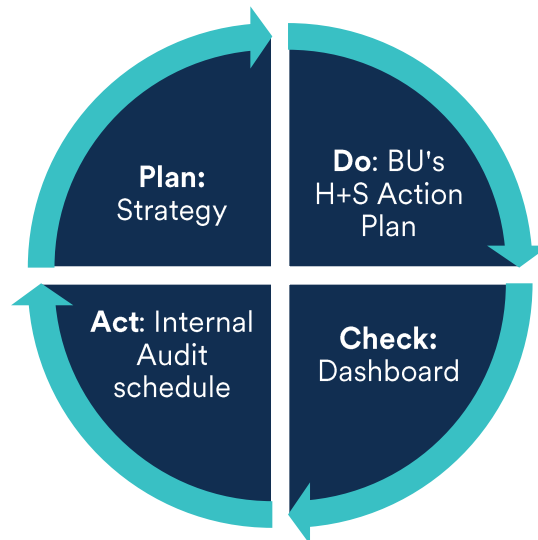 Plan:
Strategy
Do: BU's
H+S Action
Plan
Act: Internal
Audit
schedule
Check:
Dashboard